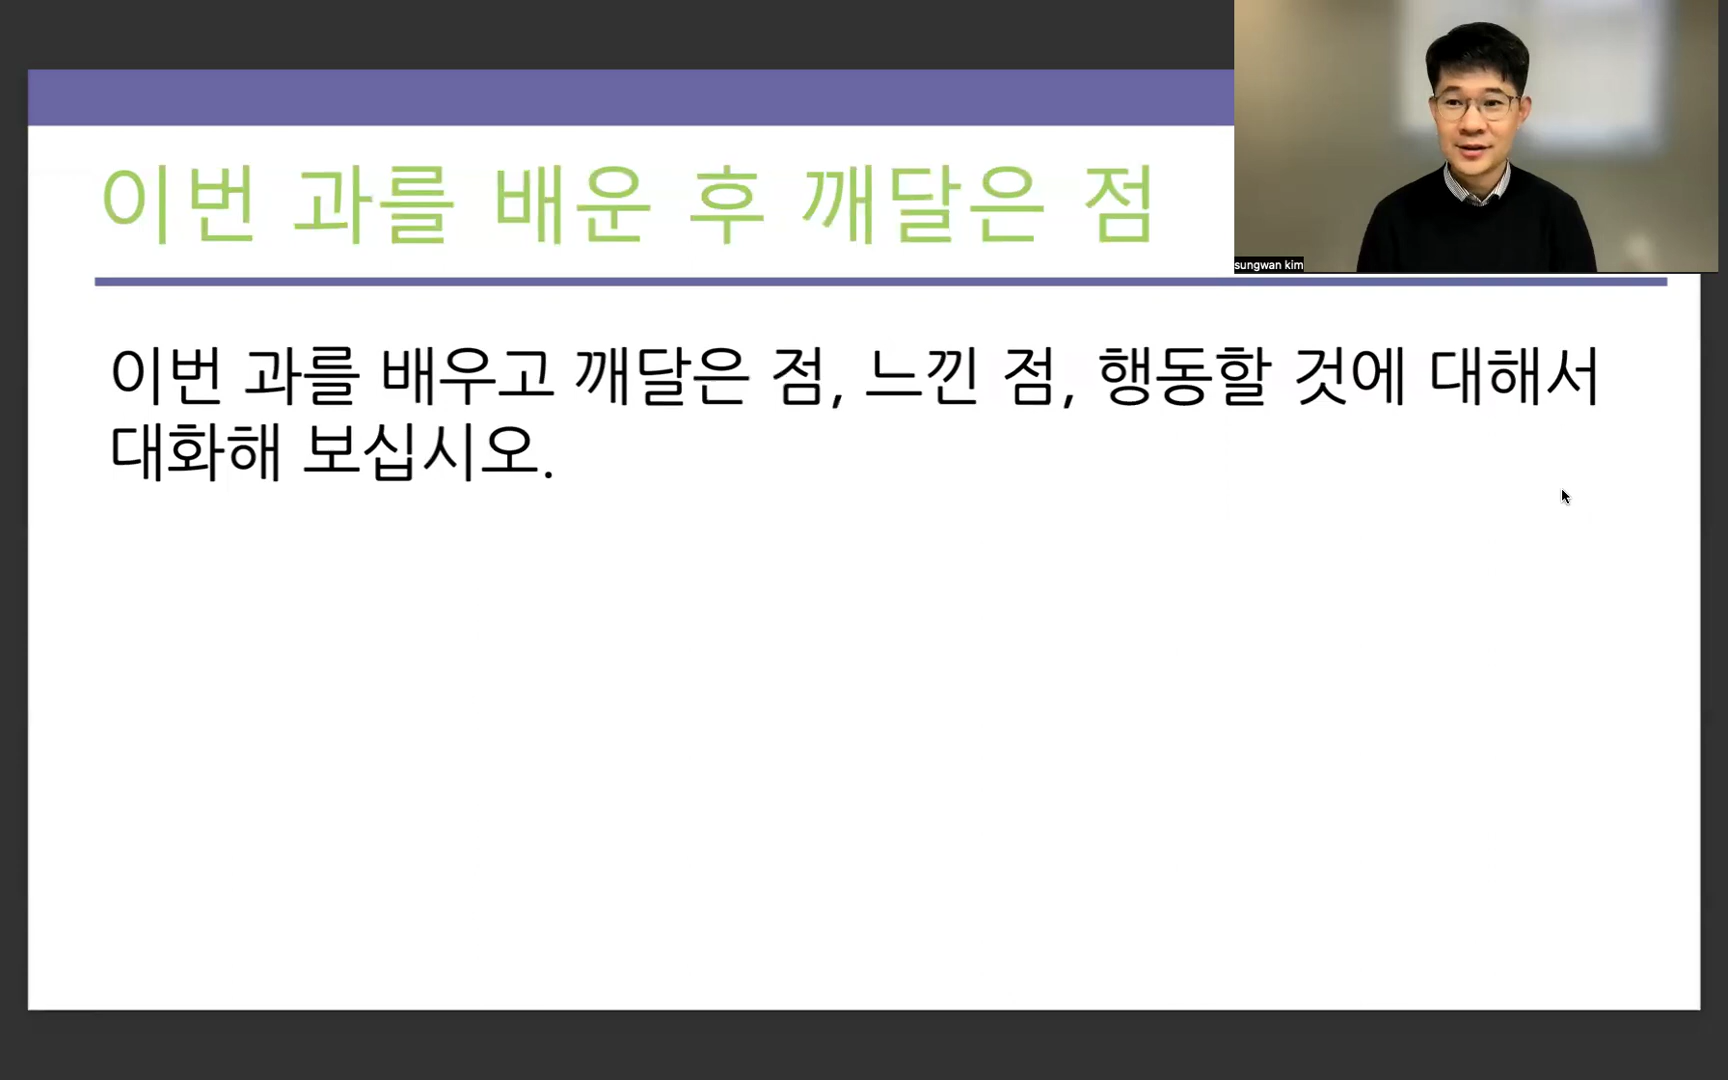 이번 과를 배운 후 깨달은 점
sungwan kim
이번 과를 배우고 깨달은 점, 느낀 점, 행동할 것에 대해서
대화해 보십시오.